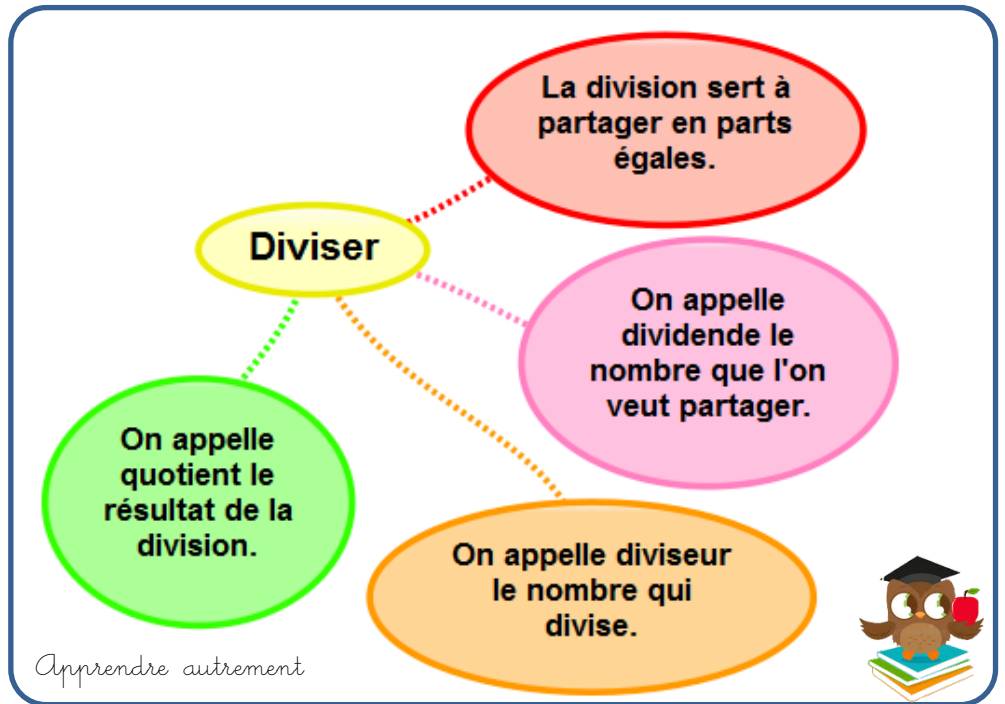 La division sert à
partager en parts
égales.
Diviser
On appelle
dividende le
nombre que l'on
veut partager.
On appelle
quotient le
résultat de la
division.
On appelle diviseur
le nombre qui
divise.
Apprendre autrement